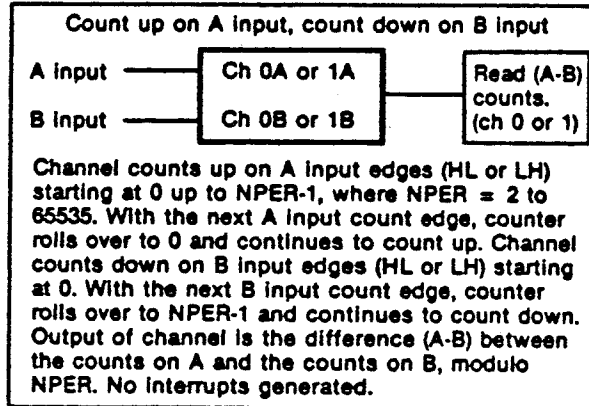 Count up on A input, count down on B input
A input
Ch 0A or 1A
Read (A-B)
counts.
(ch 0 or 1)
B input
Ch 0B or 1B
Channel counts up on A input edges (HL or LH)
starting at 0 up to NPER-1, where NPER = 2 to
65535. With the next A input count edge, counter
rolls over to 0 and continues to count up. Channel
counts down on B input edges (HL or LH) starting
at 0. With the next B input count edge, counter
rolls over to NPER-1 and continues to count down.
Output of channel is the difference (A-B) between
the counts on A and the counts on B, modulo
NPER. No interrupts generated.